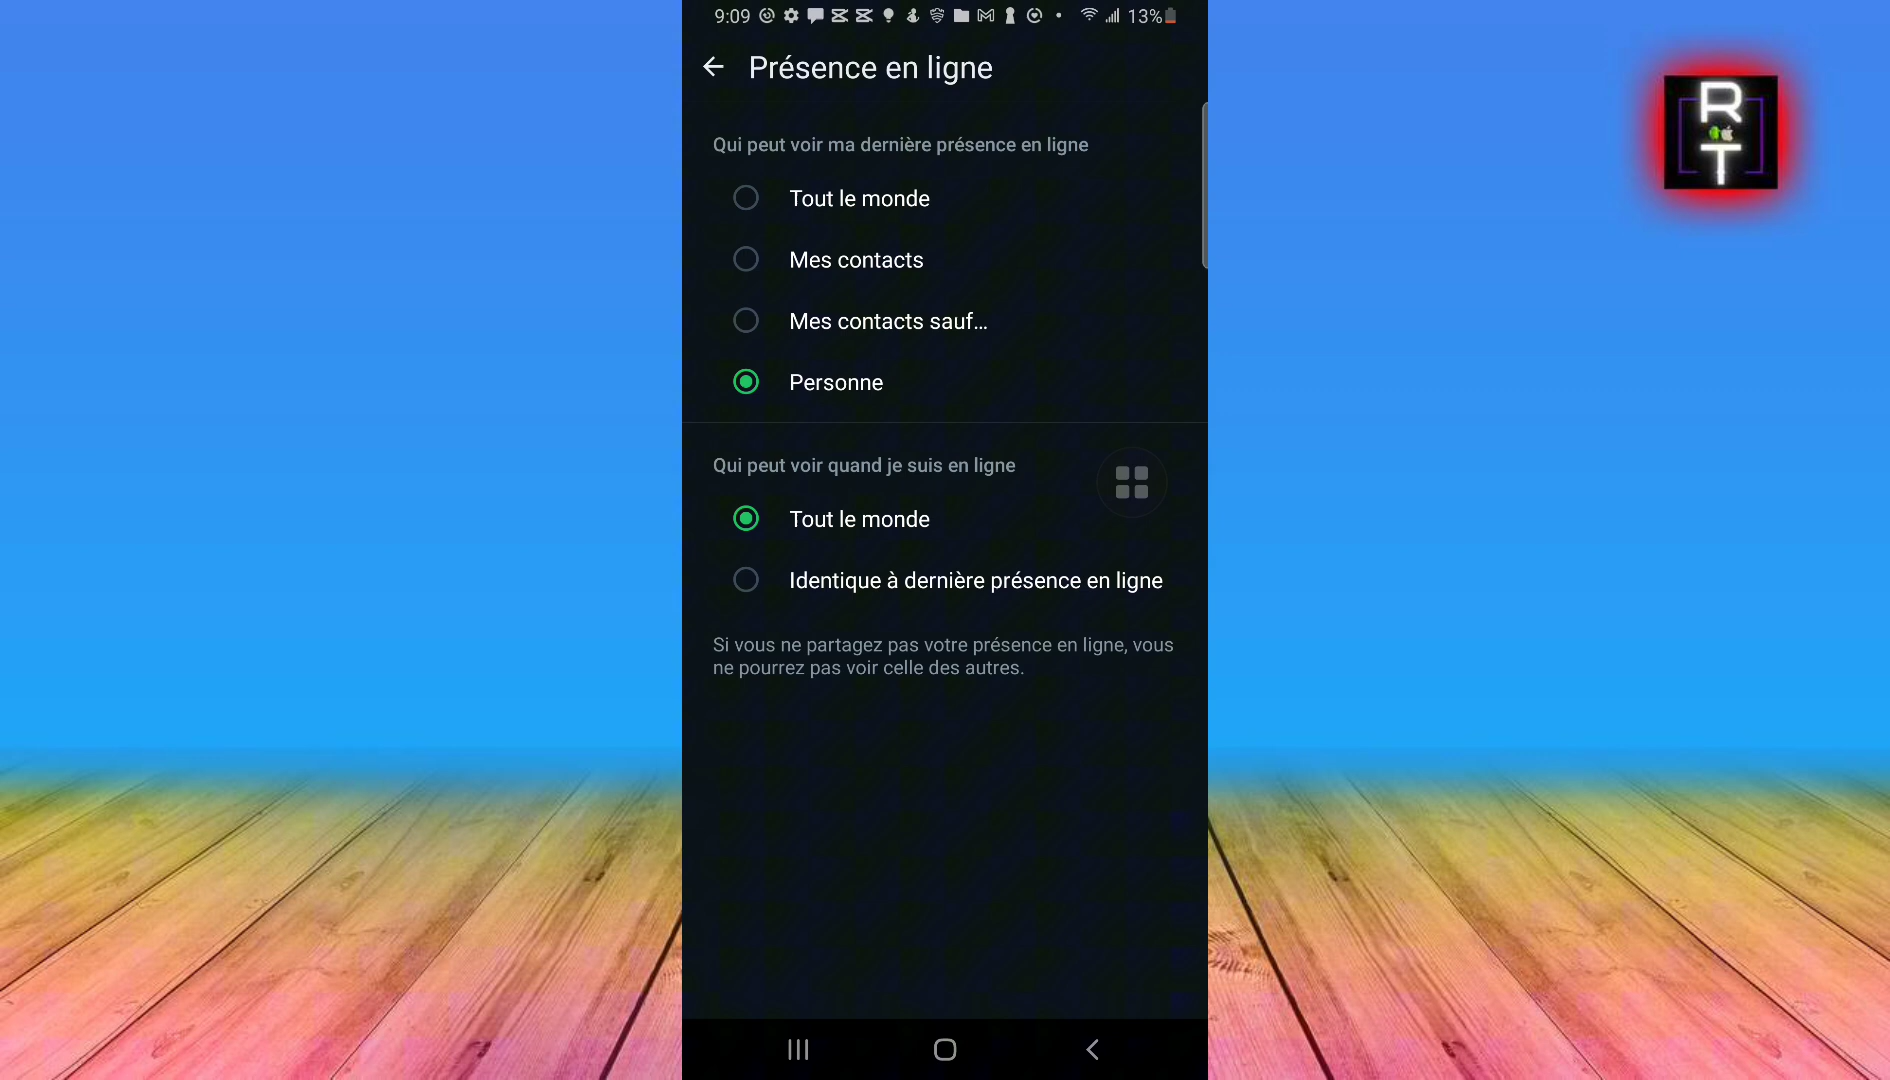 9:09 13%
Présence en ligne
R
T
Qui peut voir ma dernière présence en ligne
Tout le monde
Mes contacts
Mes contacts sauf…
Personne
Qui peut voir quand je suis en ligne
Tout le monde
Identique à dernière présence en ligne
Si vous ne partagez pas votre présence en ligne, vous
ne pourrez pas voir celle des autres.